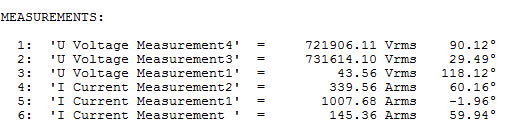 MEASUREMENTS:
1: 'U Voltage Measurement4' = 721906.11 Vrms 90.12°
2: 'U Voltage Measurement3' = 731614.10 Vrms 29.49°
3: 'U Voltage Measurement1' = 43.56 Vrms 118.12°
4: 'I Current Measurement2' = 339.56 Arms 60.16°
5: 'I Current Measurement1' = 1007.68 Arms -1.96°
6: 'I Current Measurement ' = 145.36 Arms 59.94°